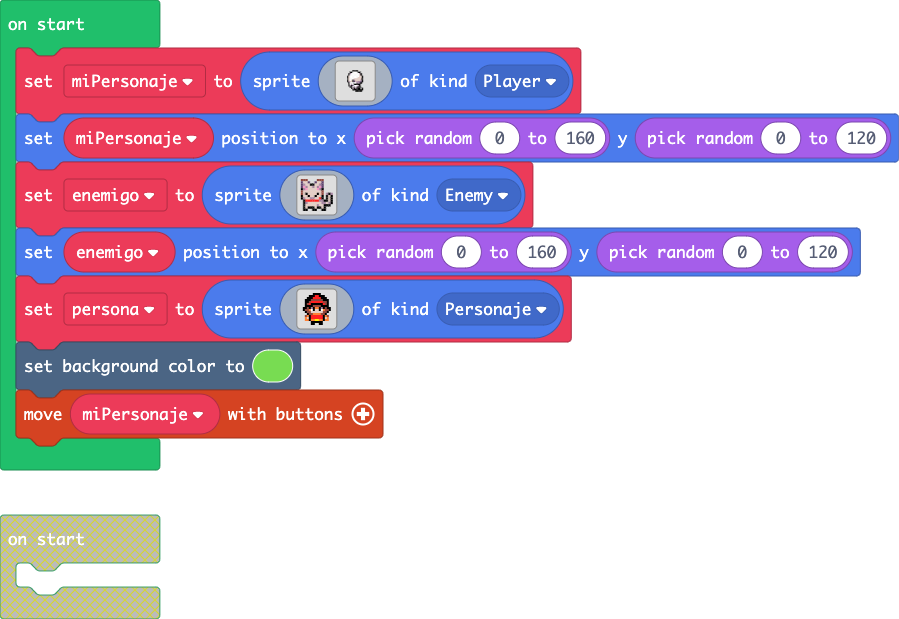 on start
set miPersonaje to sprite of kind Player
set miPersonaje position to x pick random 0 to 160 y pick random 0 to 120
set enemigo to sprite of kind Enemy
set enemigo position to x pick random 0 to 160 y pick random 0 to 120
set persona to sprite of kind Personaje
set background color to
move miPersonaje with buttons
on start